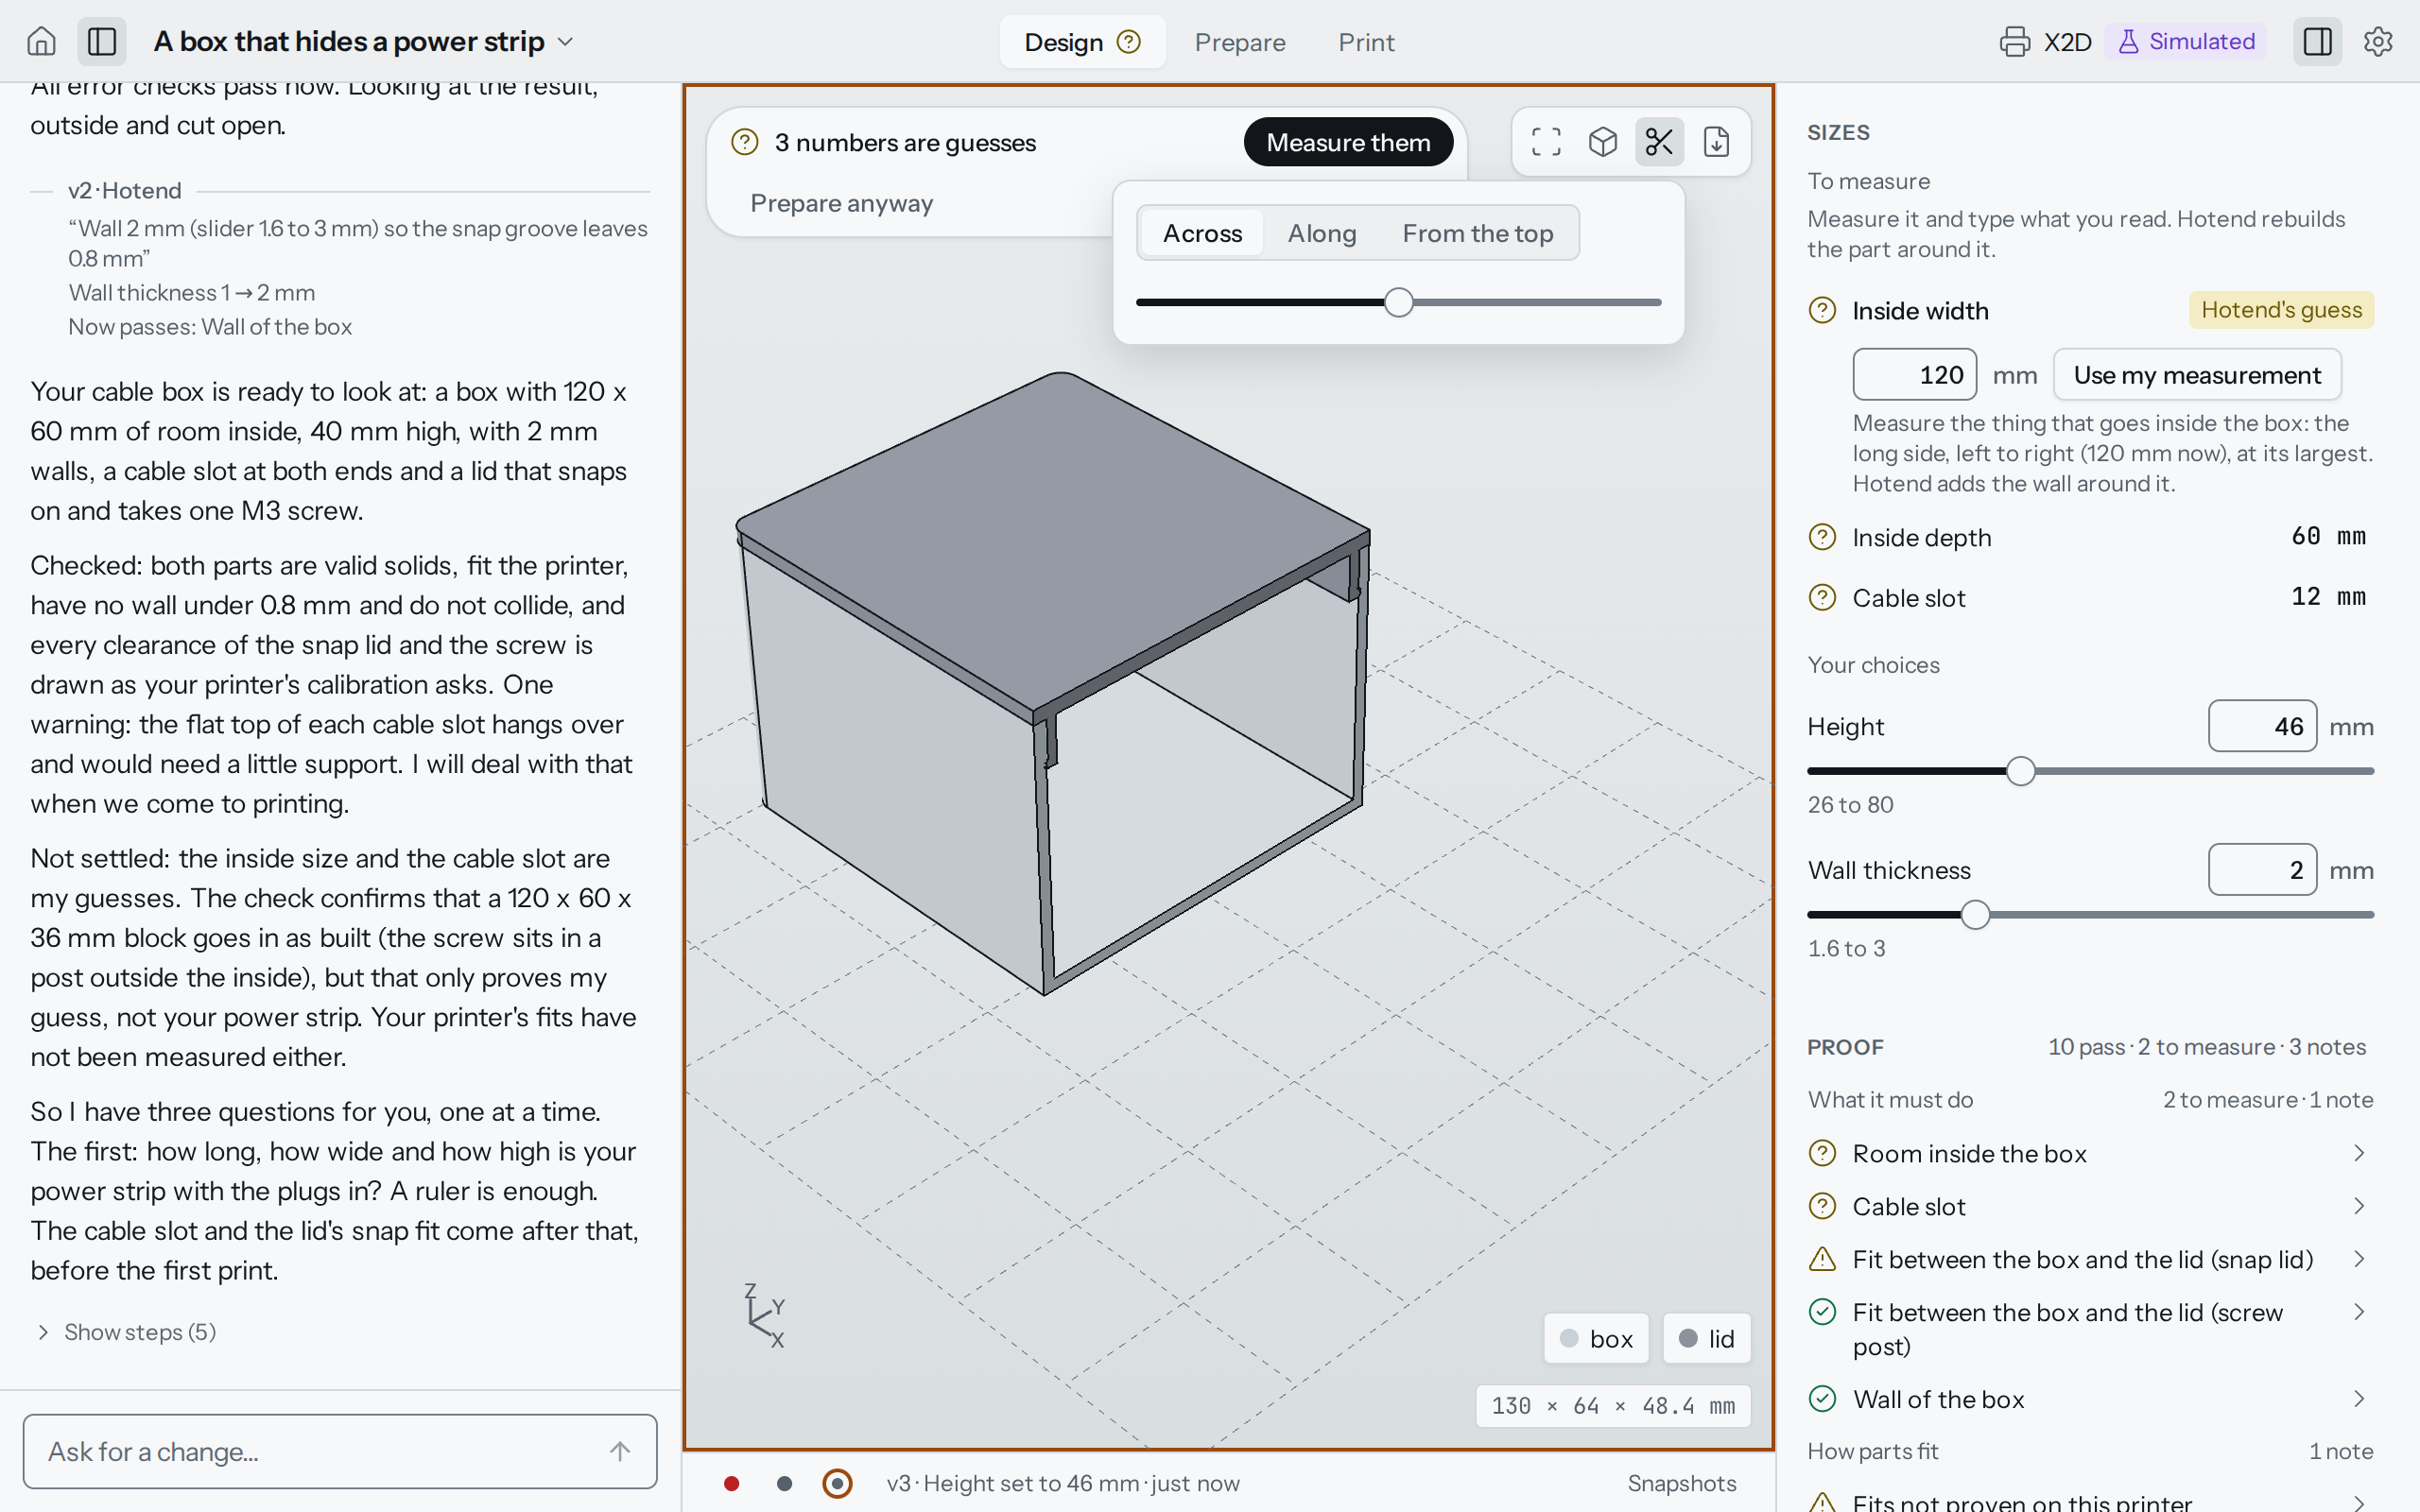 A box that hides a power strip
Design
Prepare
Print
X2D
Simulated
All error checks pass now. Looking at the result,
outside and cut open.
v2 · Hotend
“Wall 2 mm (slider 1.6 to 3 mm) so the snap groove leaves
0.8 mm”
Wall thickness 1 → 2 mm
Now passes: Wall of the box
Your cable box is ready to look at: a box with 120 x
60 mm of room inside, 40 mm high, with 2 mm
walls, a cable slot at both ends and a lid that snaps
on and takes one M3 screw.
Checked: both parts are valid solids, fit the printer,
have no wall under 0.8 mm and do not collide, and
every clearance of the snap lid and the screw is
drawn as your printer's calibration asks. One
warning: the flat top of each cable slot hangs over
and would need a little support. I will deal with that
when we come to printing.
Not settled: the inside size and the cable slot are
my guesses. The check confirms that a 120 x 60 x
36 mm block goes in as built (the screw sits in a
post outside the inside), but that only proves my
guess, not your power strip. Your printer's fits have
not been measured either.
So I have three questions for you, one at a time.
The first: how long, how wide and how high is your
power strip with the plugs in? A ruler is enough.
The cable slot and the lid's snap fit come after that,
before the first print.
Show steps (5)
Ask for a change...
3 numbers are guesses
Measure them
Prepare anyway
Across
Along
From the top
Z
Y
X
box
lid
130 × 64 × 48.4 mm
v3 · Height set to 46 mm · just now
Snapshots
SIZES
To measure
Measure it and type what you read. Hotend rebuilds
the part around it.
Inside width
Hotend's guess
120 mm
Use my measurement
Measure the thing that goes inside the box: the
long side, left to right (120 mm now), at its largest.
Hotend adds the wall around it.
Inside depth
60 mm
Cable slot
12 mm
Your choices
Height
46 mm
26 to 80
Wall thickness
2 mm
1.6 to 3
PROOF
10 pass · 2 to measure · 3 notes
What it must do
2 to measure · 1 note
Room inside the box
Cable slot
Fit between the box and the lid (snap lid)
Fit between the box and the lid (screw
post)
Wall of the box
How parts fit
1 note
Fits not proven on this printer